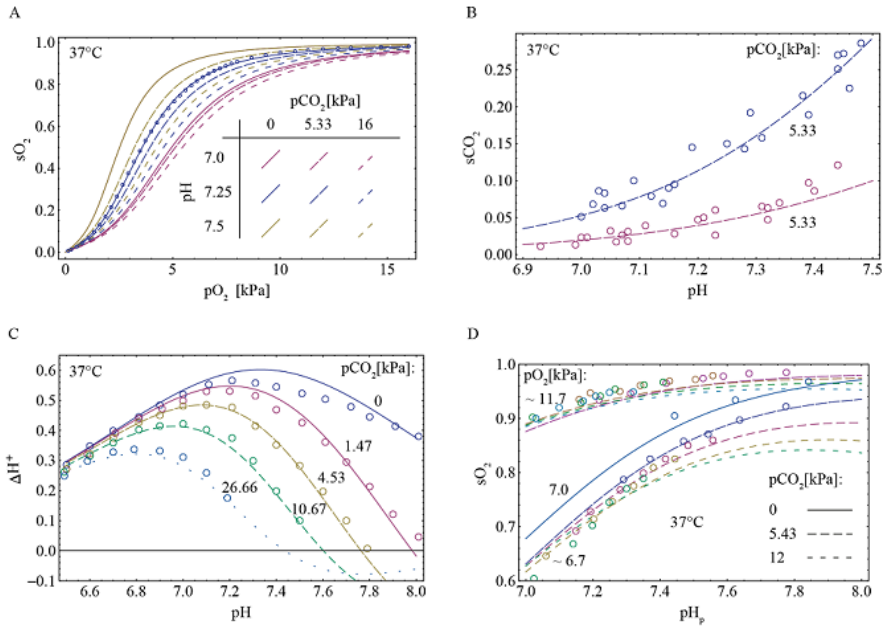 A
37°C
sO2
1.0
0.8
0.6
0.4
0.2
0.0
pCO2[kPa]
0 5.33 16
pH
7.0
7.25
7.5
0 5 10 15
pO2 [kPa]
B
37°C pCO2[kPa]:
sCO2
0.25
0.20
0.15
0.10
0.05
0.00
5.33
5.33
6.9 7.0 7.1 7.2 7.3 7.4 7.5
pH
C
37°C pCO2[kPa]:
ΔH+
0.6
0.5
0.4
0.3
0.2
0.1
0.0
−0.1
0
1.47
4.53
26.66
10.67
6.6 6.8 7.0 7.2 7.4 7.6 7.8 8.0
pH
D
pO2[kPa]:
~ 11.7
sO2
1.0
0.9
0.8
0.7
0.6
7.0
~ 6.7
37°C
pCO2[kPa]:
0
5.43
12
7.0 7.2 7.4 7.6 7.8 8.0
pHp